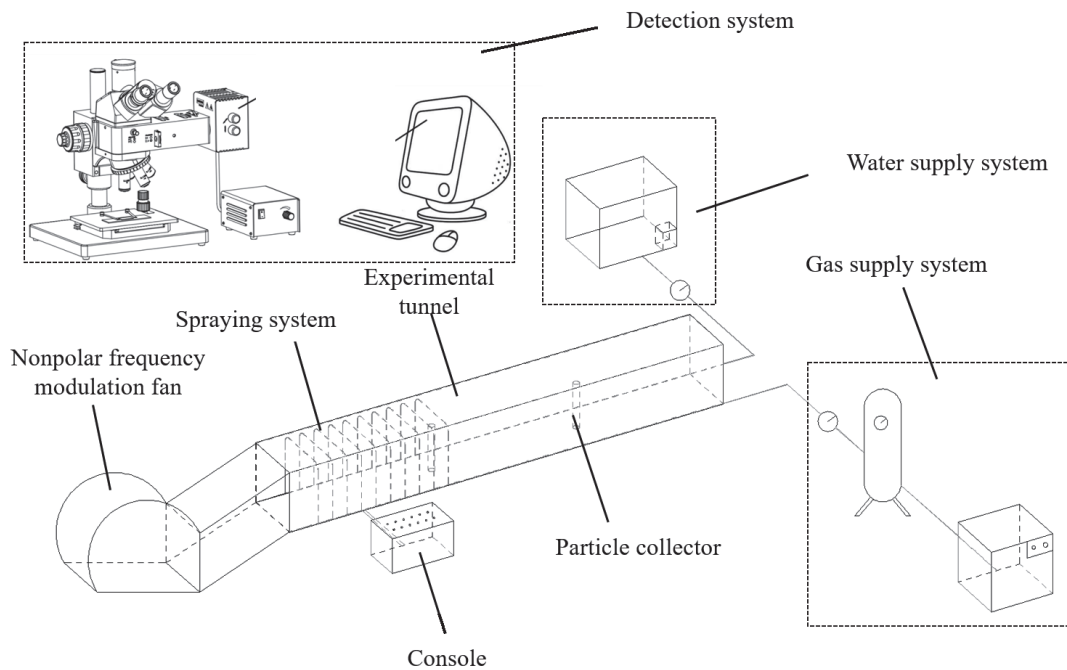 Detection system
Water supply system
Gas supply system
Experimental
tunnel
Spraying system
Nonpolar frequency
modulation fan
Particle collector
Console